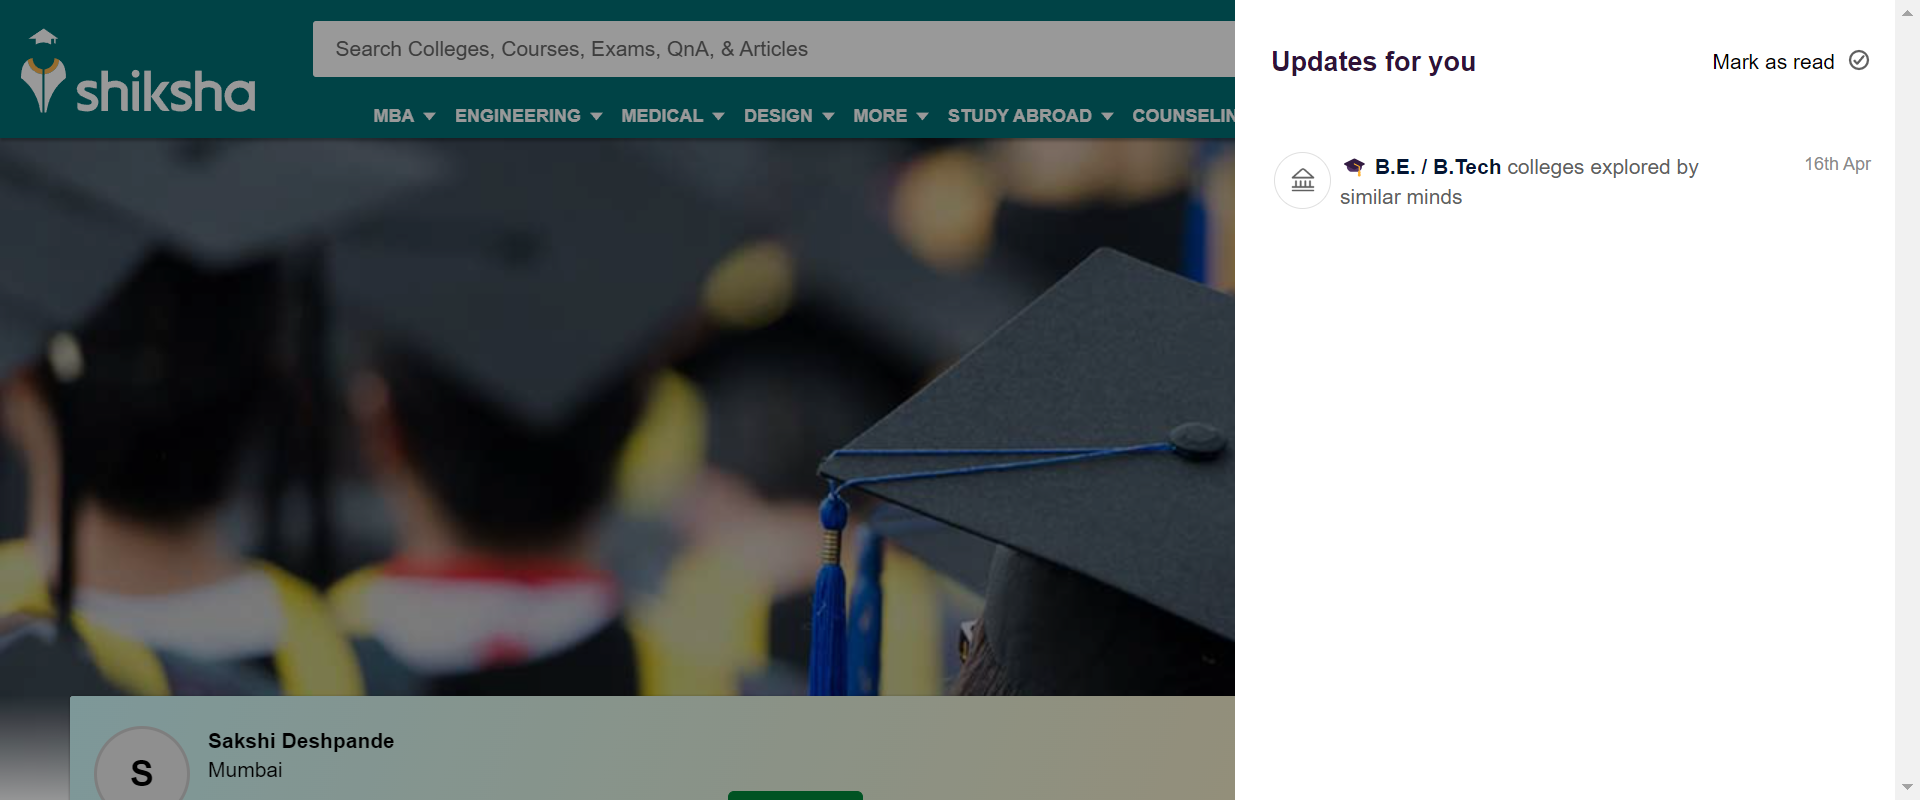 shiksha
Search Colleges, Courses, Exams, QnA, & Articles
MBA ENGINEERING MEDICAL DESIGN MORE STUDY ABROAD COUNSELIN
Updates for you
Mark as read
B.E. / B.Tech colleges explored by
similar minds
16th Apr
S
Sakshi Deshpande
Mumbai